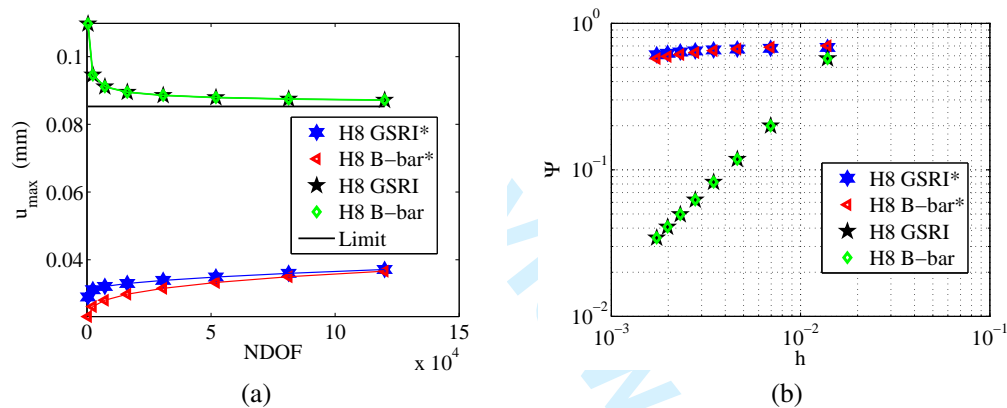 0.1
0.08
0.06
0.04
u_max (mm)
H8 GSRI*
H8 B−bar*
H8 GSRI
H8 B−bar
Limit
0
5
10
15
x 10^4
NDOF
(a)
10^0
10^−1
10^−2
Ψ
H8 GSRI*
H8 B−bar*
H8 GSRI
H8 B−bar
10^−3
10^−2
10^−1
h
(b)